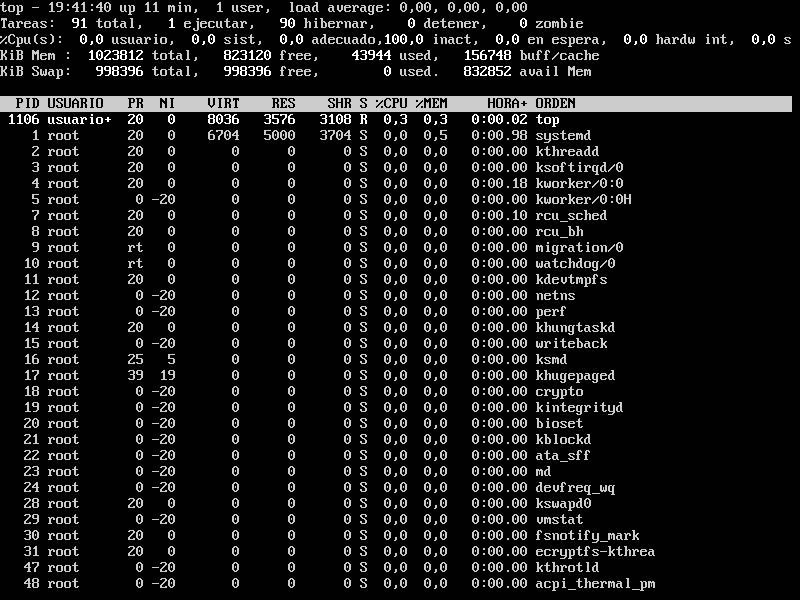 top - 19:41:40 up 11 min,  1 user,  load average: 0,00, 0,00, 0,00
Tareas:  91 total,   1 ejecutar,  90 hibernar,    0 detener,   0 zombie
%Cpu(s):  0,0 usuario,  0,0 sist,  0,0 adecuado,100,0 inact,  0,0 en espera,  0,0 hardw int,  0,0 s
KiB Mem :  1023812 total,   823120 free,    43944 used,   156748 buff/cache
KiB Swap:   998396 total,   998396 free,        0 used.   832852 avail Mem
PID USUARIO   PR  NI    VIRT    RES    SHR S %CPU %MEM     HORA+ ORDEN
1106 usuario+  20   0    8036   3576   3108 R  0,3  0,3   0:00.02 top
1 root      20   0    6704   5000   3704 S  0,0  0,5   0:00.98 systemd
2 root      20   0       0      0      0 S  0,0  0,0   0:00.00 kthreadd
3 root      20   0       0      0      0 S  0,0  0,0   0:00.00 ksoftirqd/0
4 root      20   0       0      0      0 S  0,0  0,0   0:00.18 kworker/0:0
5 root       0 -20       0      0      0 S  0,0  0,0   0:00.00 kworker/0:0H
7 root      20   0       0      0      0 S  0,0  0,0   0:00.10 rcu_sched
8 root      20   0       0      0      0 S  0,0  0,0   0:00.00 rcu_bh
9 root      rt   0       0      0      0 S  0,0  0,0   0:00.00 migration/0
10 root      rt   0       0      0      0 S  0,0  0,0   0:00.00 watchdog/0
11 root      20   0       0      0      0 S  0,0  0,0   0:00.00 kdevtmpfs
12 root       0 -20       0      0      0 S  0,0  0,0   0:00.00 netns
13 root       0 -20       0      0      0 S  0,0  0,0   0:00.00 perf
14 root      20   0       0      0      0 S  0,0  0,0   0:00.00 khungtaskd
15 root       0 -20       0      0      0 S  0,0  0,0   0:00.00 writeback
16 root      25   5       0      0      0 S  0,0  0,0   0:00.00 ksmd
17 root      39  19       0      0      0 S  0,0  0,0   0:00.00 khugepaged
18 root       0 -20       0      0      0 S  0,0  0,0   0:00.00 crypto
19 root       0 -20       0      0      0 S  0,0  0,0   0:00.00 kintegrityd
20 root       0 -20       0      0      0 S  0,0  0,0   0:00.00 bioset
21 root       0 -20       0      0      0 S  0,0  0,0   0:00.00 kblockd
22 root       0 -20       0      0      0 S  0,0  0,0   0:00.00 ata_sff
23 root       0 -20       0      0      0 S  0,0  0,0   0:00.00 md
24 root       0 -20       0      0      0 S  0,0  0,0   0:00.00 devfreq_wq
28 root      20   0       0      0      0 S  0,0  0,0   0:00.00 kswapd0
29 root       0 -20       0      0      0 S  0,0  0,0   0:00.00 vmstat
30 root      20   0       0      0      0 S  0,0  0,0   0:00.00 fsnotify_mark
31 root      20   0       0      0      0 S  0,0  0,0   0:00.00 ecryptfs-kthrea
47 root       0 -20       0      0      0 S  0,0  0,0   0:00.00 kthrotld
48 root       0 -20       0      0      0 S  0,0  0,0   0:00.00 acpi_thermal_pm